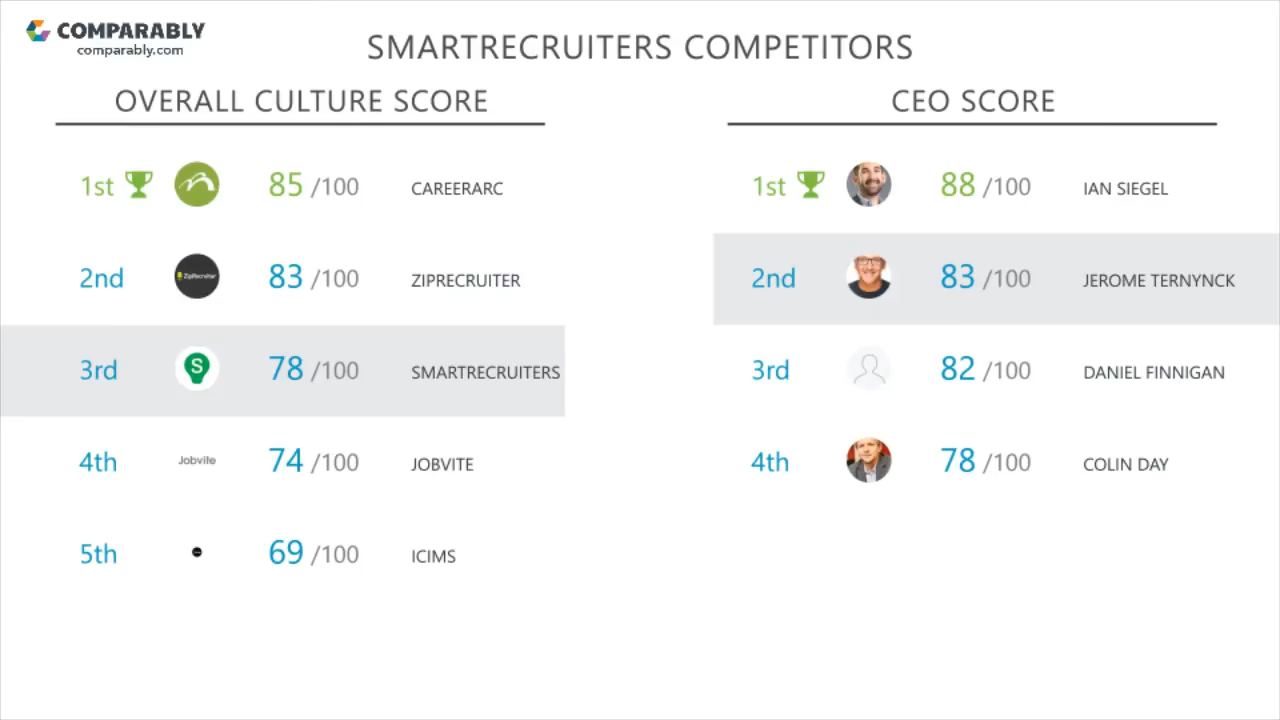 COMPARABLY
comparably.com
SMARTRECRUITERS COMPETITORS
OVERALL CULTURE SCORE
1st 85 /100 CAREERARC
2nd ZipRecruiter 83 /100 ZIPRECRUITER
3rd S 78 /100 SMARTRECRUITERS
4th Jobvite 74 /100 JOBVITE
5th 69 /100 ICIMS
CEO SCORE
1st 88 /100 IAN SIEGEL
2nd 83 /100 JEROME TERNYNCK
3rd 82 /100 DANIEL FINNIGAN
4th 78 /100 COLIN DAY